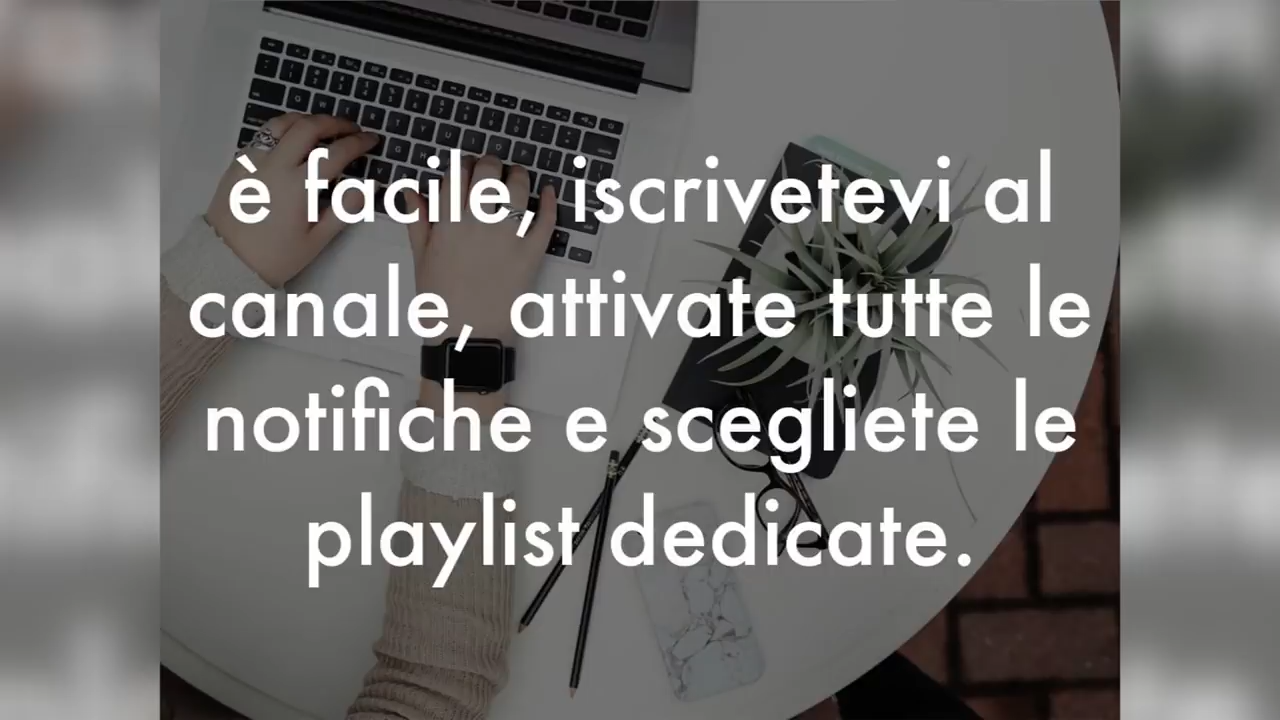 è facile, iscrivetevi al
canale, attivate tutte le
notifiche e scegliete le
playlist dedicate.